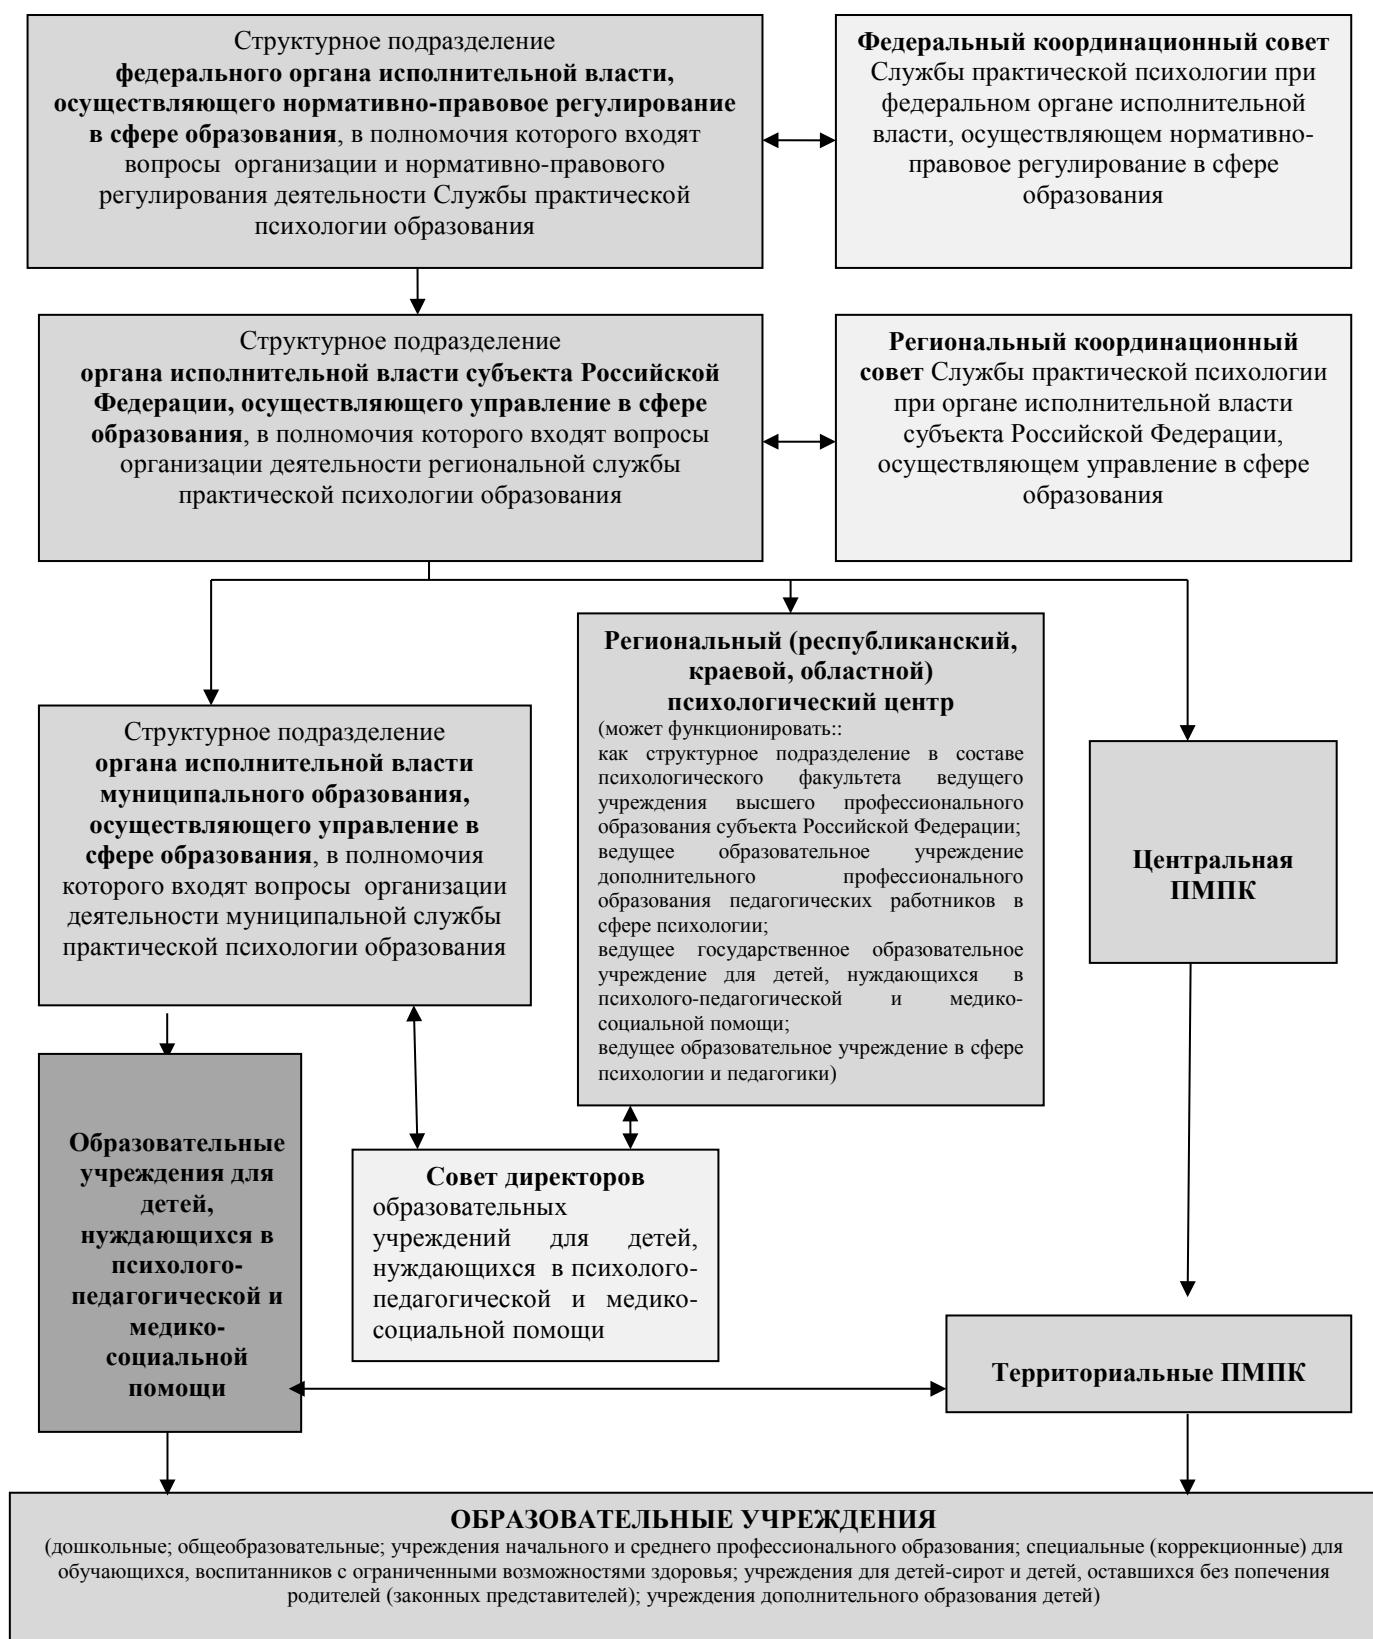 Структурное подразделение
федерального органа исполнительной власти,
осуществляющего нормативно-правовое регулирование
в сфере образования, в полномочия которого входят
вопросы организации и нормативно-правового
регулирования деятельности Службы практической
психологии образования
Федеральный координационный совет
Службы практической психологии при
федеральном органе исполнительной
власти, осуществляющем нормативно-
правовое регулирование в сфере
образования
Структурное подразделение
органа исполнительной власти субъекта Российской
Федерации, осуществляющего управление в сфере
образования, в полномочия которого входят вопросы
организации деятельности региональной службы
практической психологии образования
Региональный координационный
совет Службы практической психологии
при органе исполнительной власти
субъекта Российской Федерации,
осуществляющем управление в сфере
образования
Структурное подразделение
органа исполнительной власти
муниципального образования,
осуществляющего управление в
сфере образования, в полномочия
которого входят вопросы организации
деятельности муниципальной службы
практической психологии образования
Региональный (республиканский,
краевой, областной)
психологический центр
(может функционировать::
как структурное подразделение в составе
психологического факультета ведущего
учреждения высшего профессионального
образования субъекта Российской Федерации;
ведущее образовательное учреждение
дополнительного профессионального
образования педагогических работников в
сфере психологии;
ведущее государственное образовательное
учреждение для детей, нуждающихся в
психолого-педагогической и медико-
социальной помощи;
ведущее образовательное учреждение в сфере
психологии и педагогики)
Центральная
ПМПК
Образовательные
учреждения для
детей,
нуждающихся в
психолого-
педагогической и
медико-
социальной
помощи
Совет директоров
образовательных
учреждений для детей,
нуждающихся в психолого-
педагогической и медико-
социальной помощи
Территориальные ПМПК
ОБРАЗОВАТЕЛЬНЫЕ УЧРЕЖДЕНИЯ
(дошкольные; общеобразовательные; учреждения начального и среднего профессионального образования; специальные (коррекционные) для
обучающихся, воспитанников с ограниченными возможностями здоровья; учреждения для детей-сирот и детей, оставшихся без попечения
родителей (законных представителей); учреждения дополнительного образования детей)